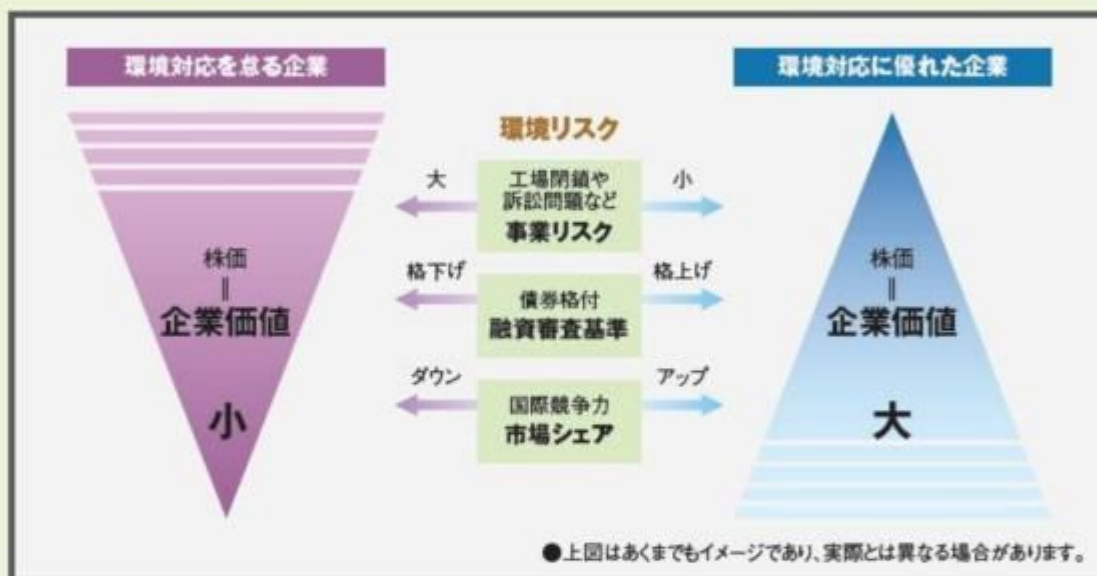 環境対応を怠る企業
環境対応に優れた企業
環境リスク
大
工場閉鎖や
訴訟問題など
事業リスク
小
株価
||
企業価値
小
格下げ
債券格付
融資審査基準
格上げ
ダウン
国際競争力
市場シェア
アップ
株価
||
企業価値
大
●上図はあくまでもイメージであり、実際とは異なる場合があります。